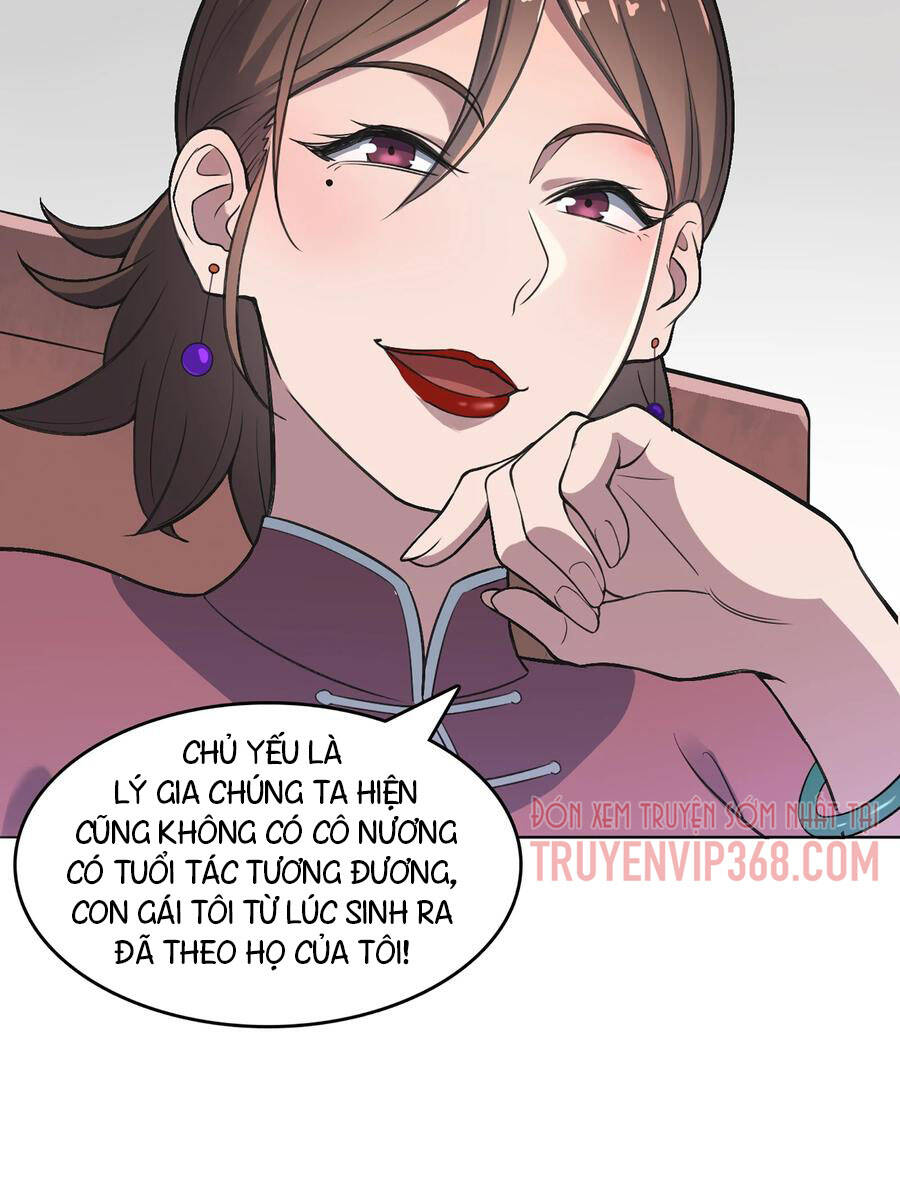 CHỦ YẾU LÀ
LÝ GIA CHÚNG TA HIỆN
CŨNG KHÔNG CÓ CÔ NƯƠNG
CÓ TUỔI TÁC TƯƠNG ĐƯƠNG,
CON GÁI TÔI TỪ LÚC SINH RA
ĐÃ THEO HỌ CỦA TÔI!
ĐÓN XEM TRUYỆN SỚM NHẤT TẠI
TRUYENVIP368.COM